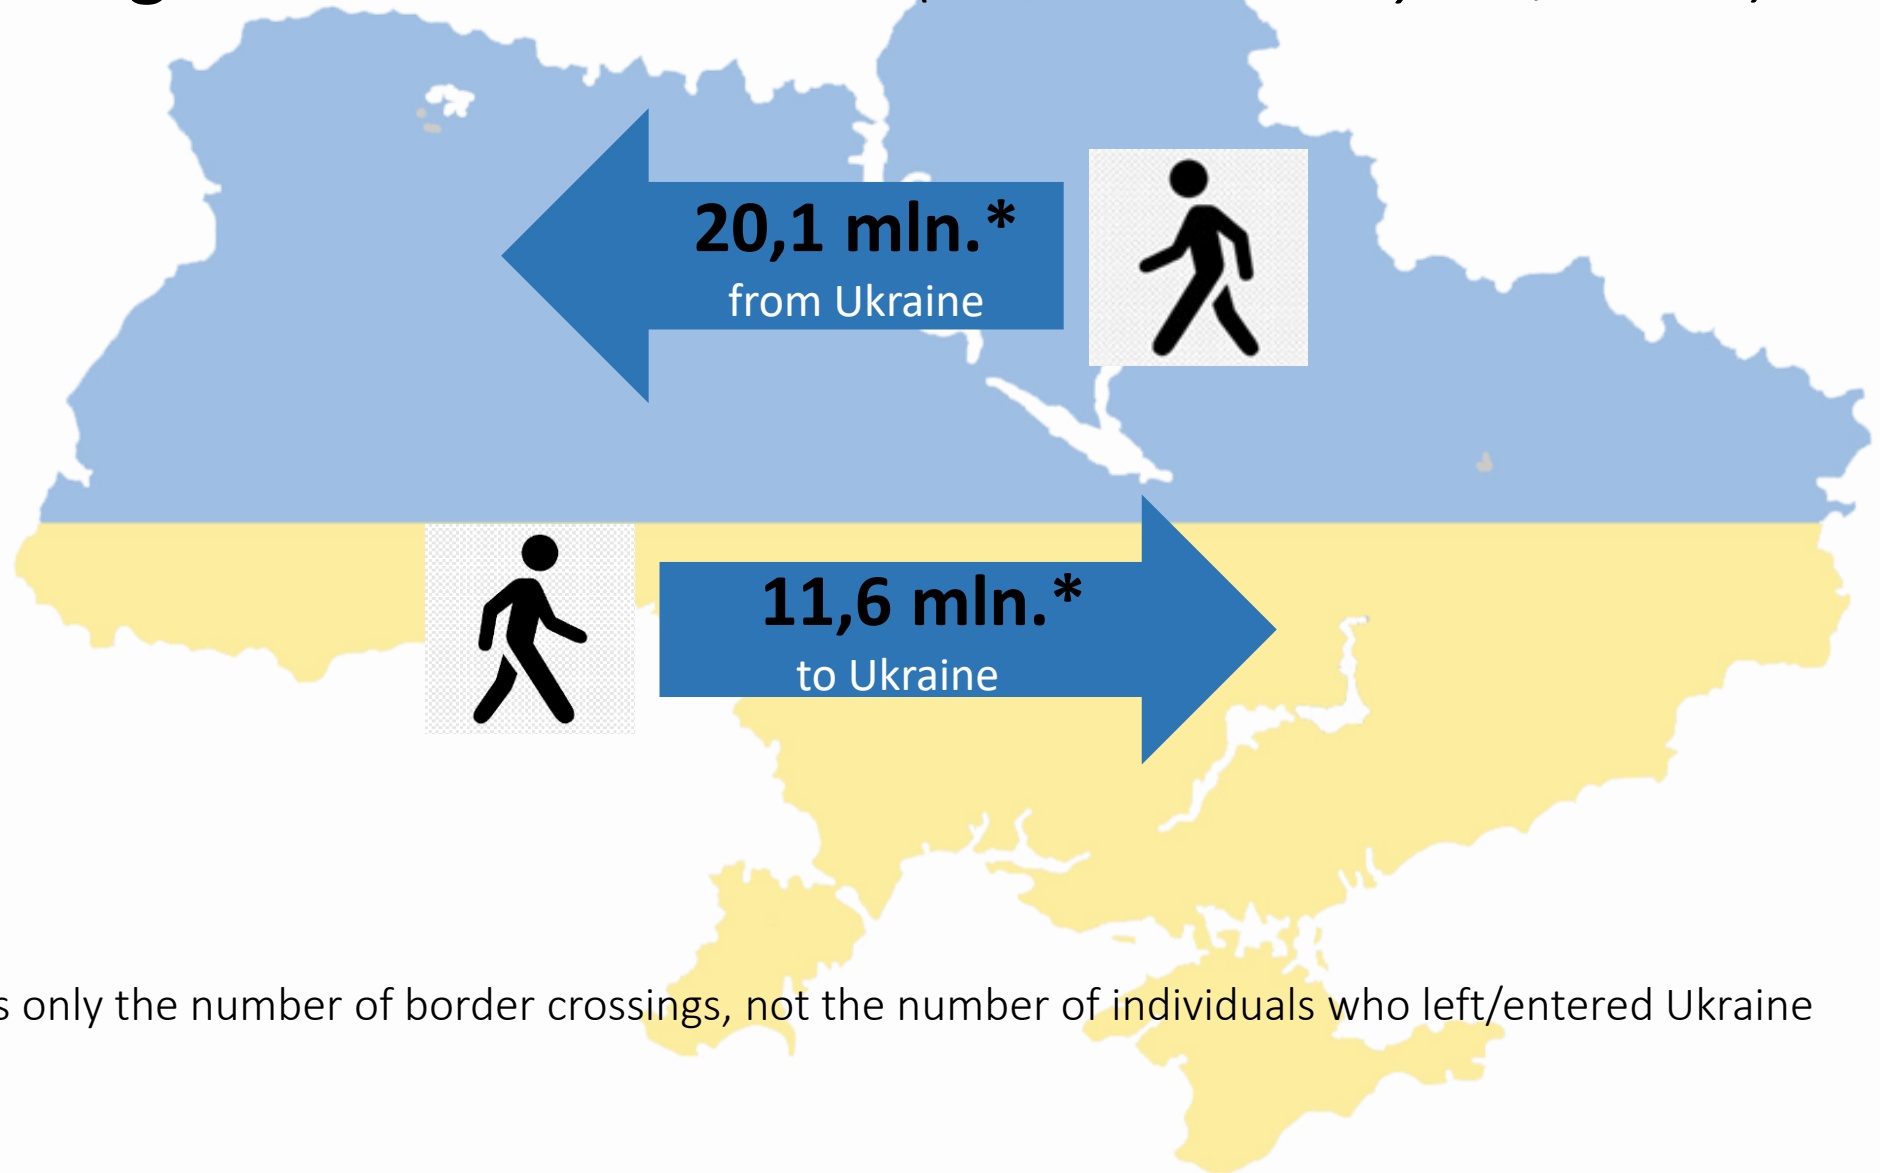 20,1 mln.*
from Ukraine
11,6 mln.*
to Ukraine
only the number of border crossings, not the number of individuals who left/entered Ukraine